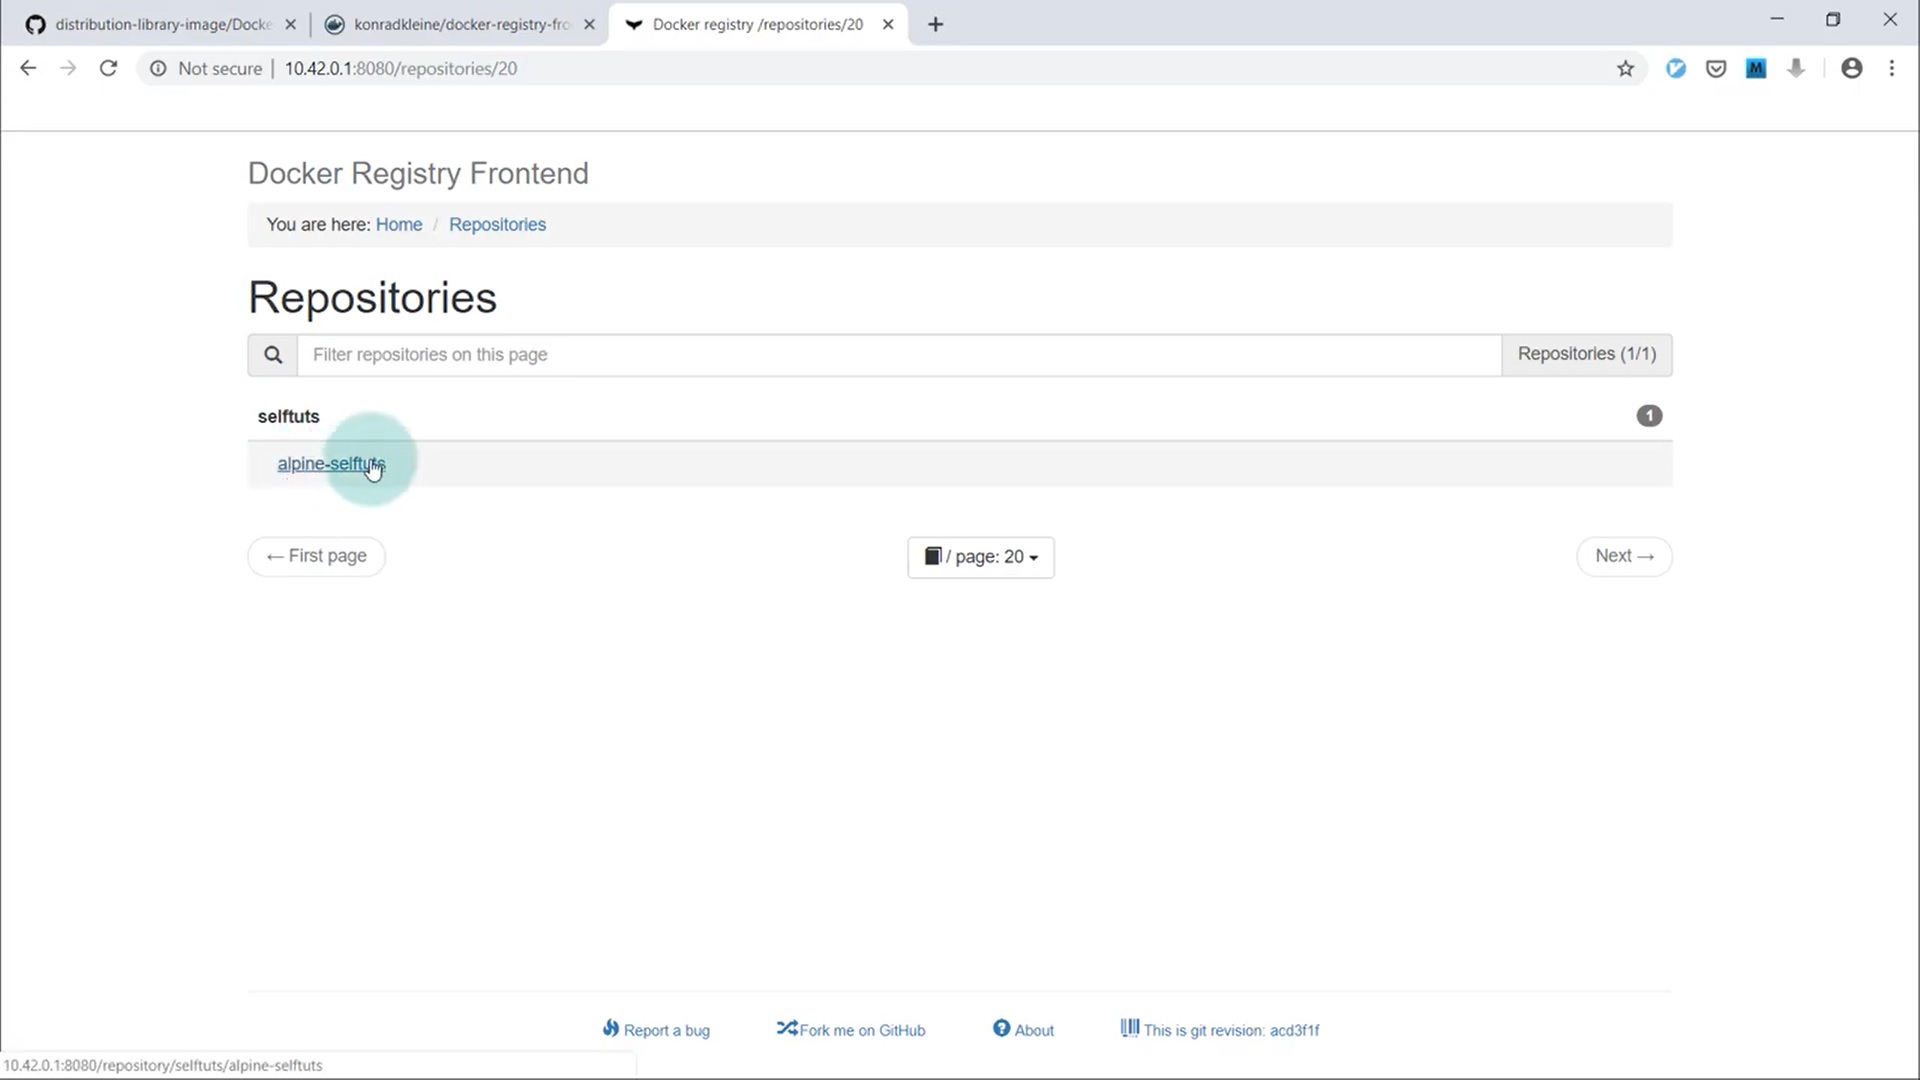 distribution-library-image/Docke
konradkleine/docker-registry-fro
Docker registry /repositories/20
Not secure
10.42.0.1:8080/repositories/20
M
Docker Registry Frontend
You are here: Home / Repositories
Repositories
Filter repositories on this page
Repositories (1/1)
selftuts
1
alpine-selftuts
← First page
/ page: 20
Next →
Report a bug
Fork me on GitHub
About
This is git revision: acd3f1f
10.42.0.1:8080/repository/selftuts/alpine-selftuts